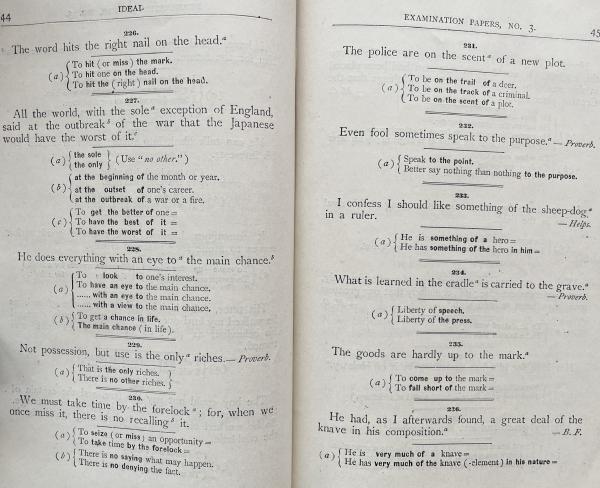 44
IDEAL
226.
The word hits the right nail on the head.a
(a) { To hit (or miss) the mark.
To hit one on the head.
To hit the (right) nail on the head.
227.
All the world, with the sole a exception of England,
said at the outbreak b of the war that the Japanese
would have the worst of it.c
(a) { the sole
the only } (Use "no other.")
(b) { at the beginning of the month or year.
at the outset of one's career.
at the outbreak of a war or a fire.
(c) { To get the better of one =
To have the best of it =
To have the worst of it =
228.
He does everything with an eye to a the main chance.b
(a) { To look to one's interest.
To have an eye to the main chance.
...... with an eye to the main chance.
...... with a view to the main chance.
(b) { To get a chance in life.
The main chance (in life).
229.
Not possession, but use is the only a riches.—Proverb.
(a) { That is the only riches.
There is no other riches. }
230.
We must take time by the forelock a; for, when we
once miss it, there is no recalling b it.
(a) { To seize (or miss) an opportunity =
To take time by the forelock =
(b) { There is no saying what may happen.
There is no denying the fact.
EXAMINATION PAPERS, NO. 3.
45
231.
The police are on the scent a of a new plot.
(a) { To be on the trail of a deer.
To be on the track of a criminal.
To be on the scent of a plot.
232.
Even fool sometimes speak to the purpose.a—Proverb.
(a) { Speak to the point.
Better say nothing than nothing to the purpose.
233.
I confess I should like something of the sheep-dog a
in a ruler.
—Helps.
(a) { He is something of a hero =
He has something of the hero in him =
234.
What is learned in the cradle a is carried to the grave.a
—Proverb.
(a) { Liberty of speech.
Liberty of the press.
235.
The goods are hardly up to the mark.a
(a) { To come up to the mark =
To fall short of the mark =
236.
He had, as I afterwards found, a great deal of the
knave in his composition.a
—B. F.
(a) { He is very much of a knave =
He has very much of the knave (-element) in his nature =